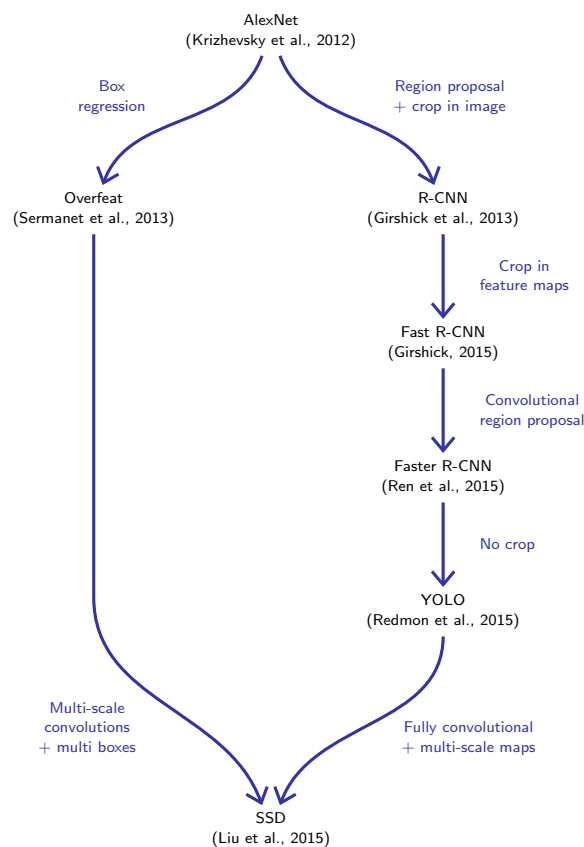 AlexNet
(Krizhevsky et al., 2012)
Box
regression
Region proposal
+ crop in image
Overfeat
(Sermanet et al., 2013)
R-CNN
(Girshick et al., 2013)
Crop in
feature maps
Fast R-CNN
(Girshick, 2015)
Convolutional
region proposal
Faster R-CNN
(Ren et al., 2015)
No crop
YOLO
(Redmon et al., 2015)
Multi-scale
convolutions
+ multi boxes
Fully convolutional
+ multi-scale maps
SSD
(Liu et al., 2015)